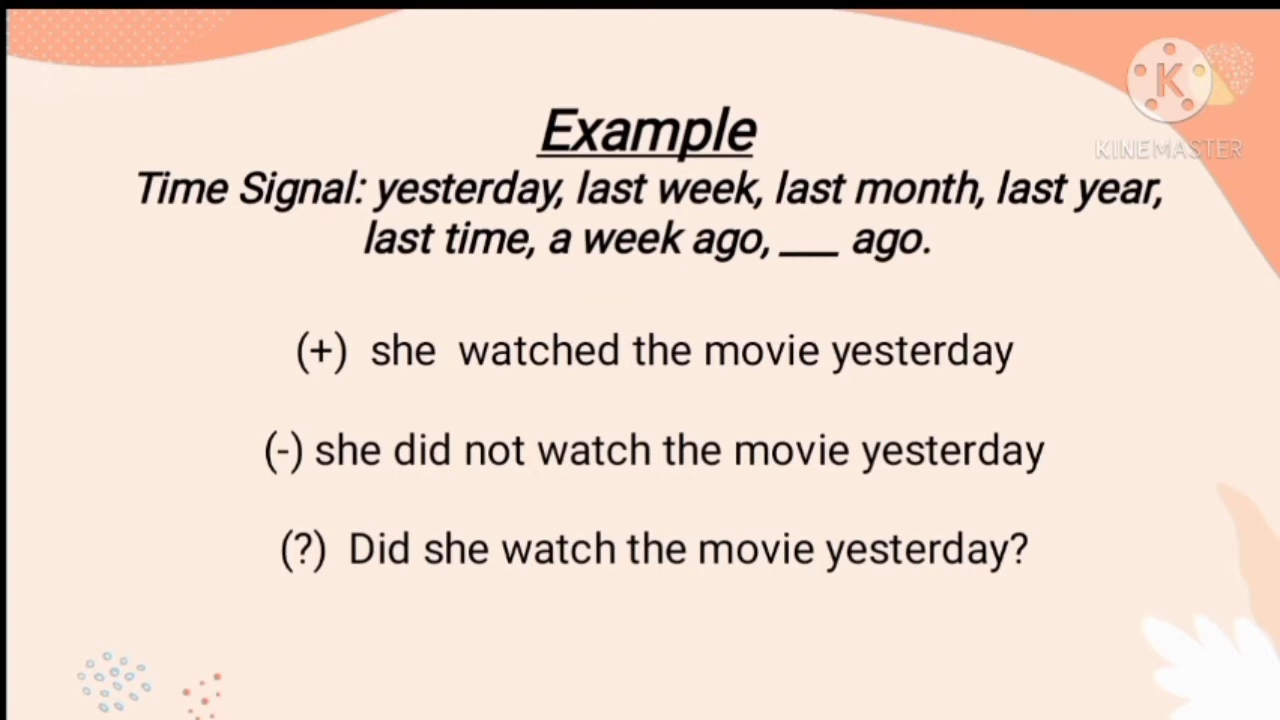 Example
K
KINEMASTER
Time Signal: yesterday, last week, last month, last year,
last time, a week ago, ___ ago.
(+) she watched the movie yesterday
(-) she did not watch the movie yesterday
(?) Did she watch the movie yesterday?